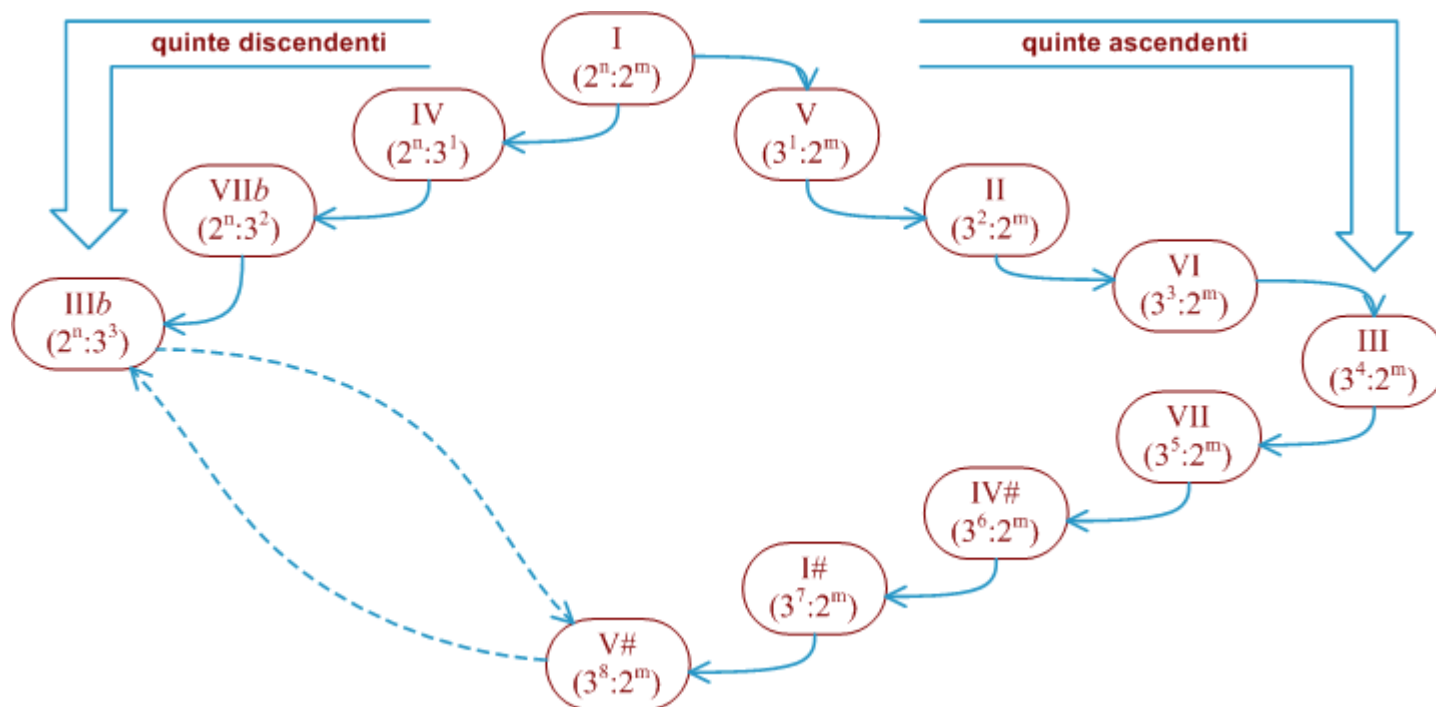 quinte discendenti
quinte ascendenti
I
(2ⁿ:2ᵐ)
IV
(2ⁿ:3¹)
V
(3¹:2ᵐ)
VIIb
(2ⁿ:3²)
II
(3²:2ᵐ)
VI
(3³:2ᵐ)
IIIb
(2ⁿ:3³)
III
(3⁴:2ᵐ)
VII
(3⁵:2ᵐ)
IV#
(3⁶:2ᵐ)
I#
(3⁷:2ᵐ)
V#
(3⁸:2ᵐ)